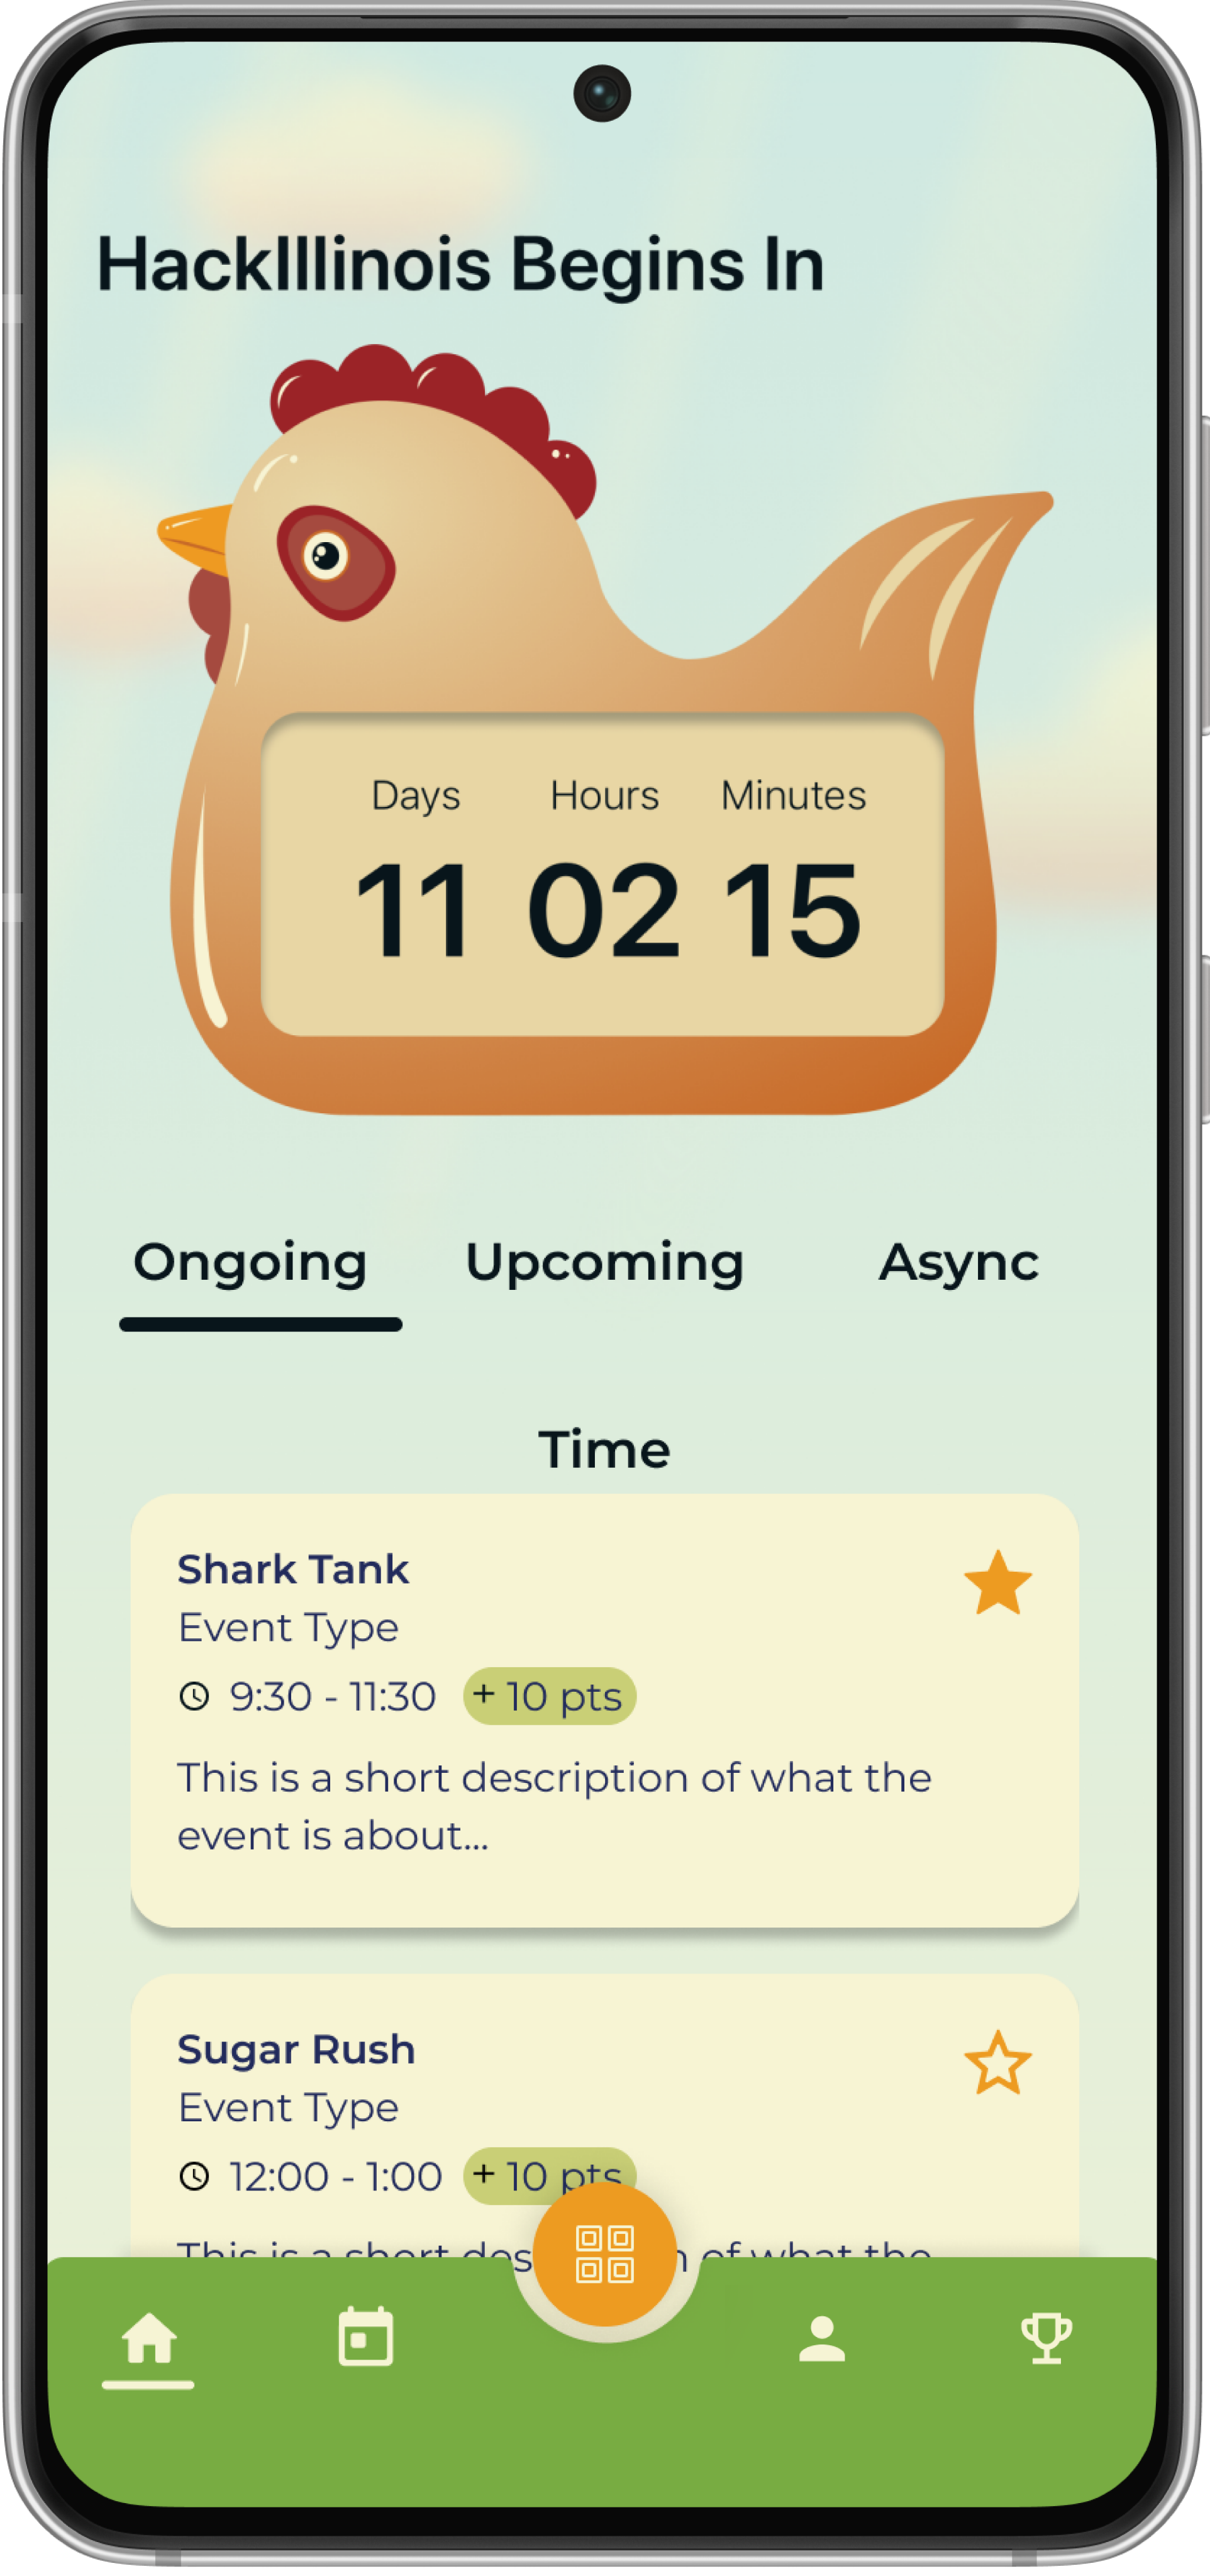 HackIllinois Begins In
Days Hours Minutes
11 02 15
Ongoing Upcoming Async
Time
Shark Tank
Event Type
9:30 - 11:30 + 10 pts
This is a short description of what the
event is about...
Sugar Rush
Event Type
12:00 - 1:00 + 10 pts
This is a short of what the